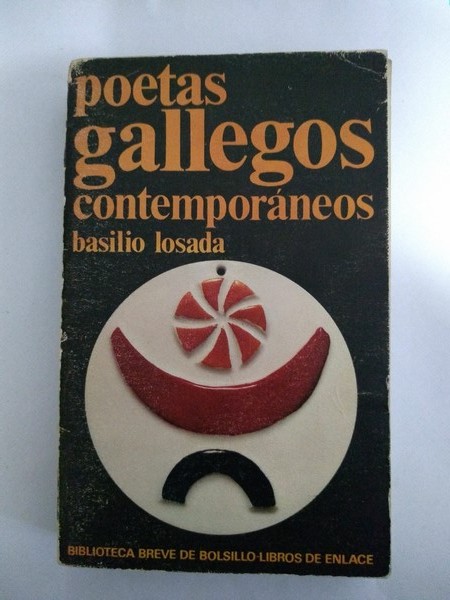 poetas
gallegos
contemporáneos
basilio losada
BIBLIOTECA BREVE DE BOLSILLO·LIBROS DE ENLACE